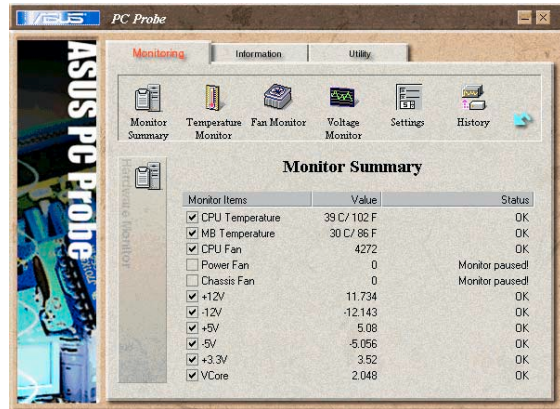 ASUS PC Probe
Monitoring Information Utility
Monitor Summary
Temperature Monitor
Fan Monitor
Voltage Monitor
Settings
History
ASUS PC Probe
Hardware Monitor
Monitor Summary
Monitor Items Value Status
CPU Temperature 39 C/ 102 F OK
MB Temperature 30 C/ 86 F OK
CPU Fan 4272 OK
Power Fan 0 Monitor paused!
Chassis Fan 0 Monitor paused!
+12V 11.734 OK
-12V -12.143 OK
+5V 5.08 OK
-5V -5.056 OK
+3.3V 3.52 OK
VCore 2.048 OK